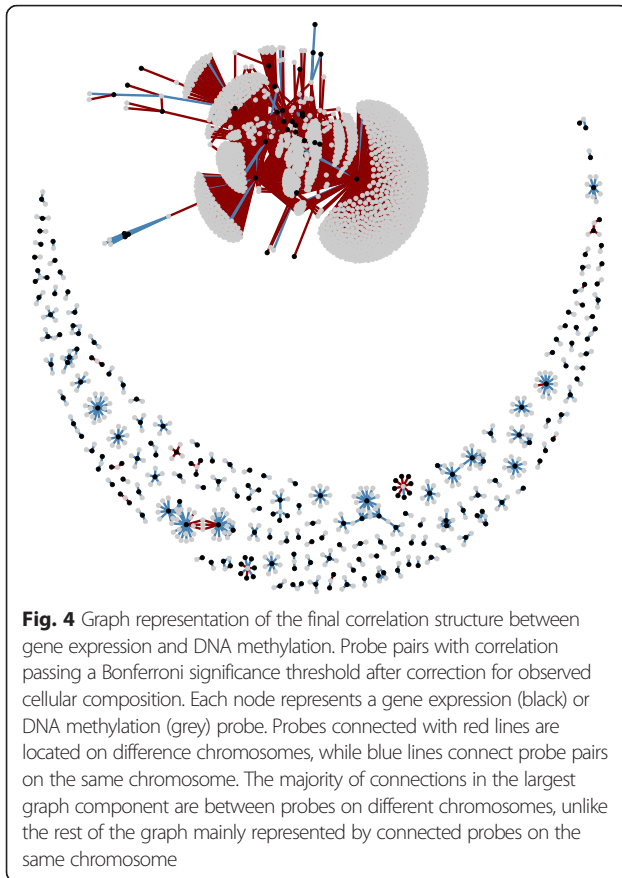 Fig. 4 Graph representation of the final correlation structure between
gene expression and DNA methylation. Probe pairs with correlation
passing a Bonferroni significance threshold after correction for observed
cellular composition. Each node represents a gene expression (black) or
DNA methylation (grey) probe. Probes connected with red lines are
located on difference chromosomes, while blue lines connect probe pairs
on the same chromosome. The majority of connections in the largest
graph component are between probes on different chromosomes, unlike
the rest of the graph mainly represented by connected probes on the
same chromosome